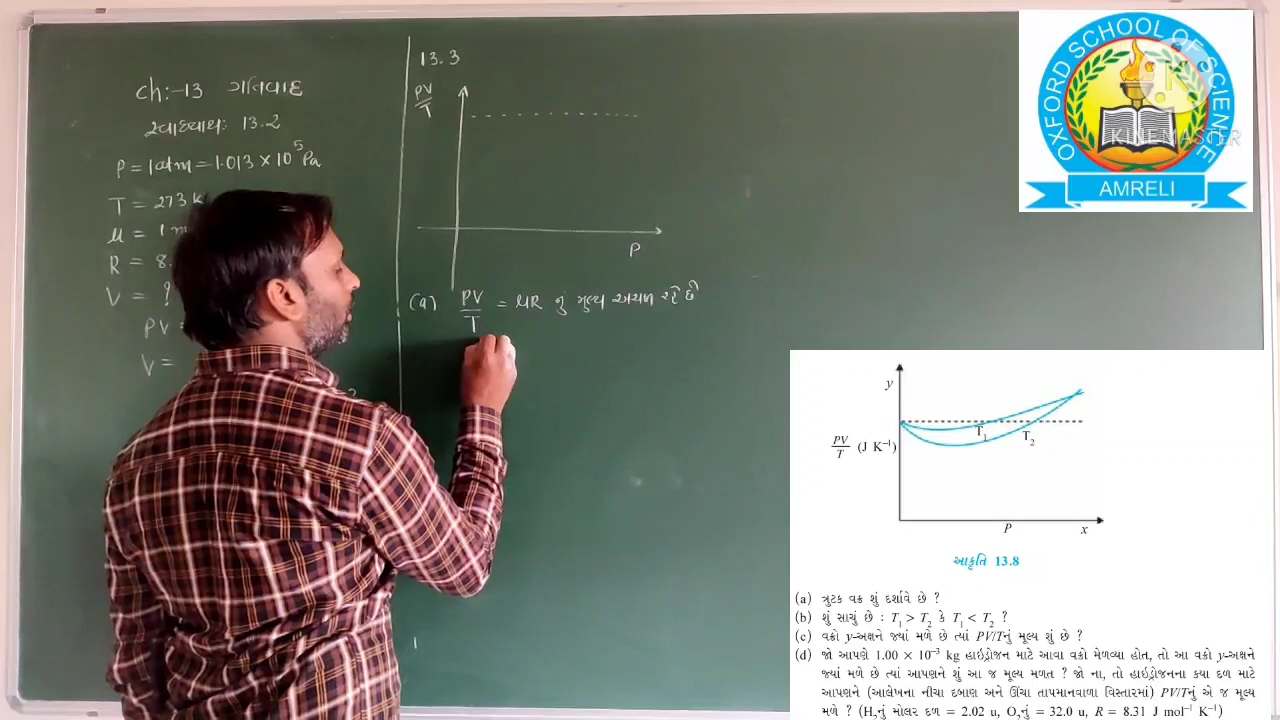 ch:-13 ગતિવાદ
સ્વાધ્યાય: 13.2
P = 1 atm = 1.013 × 10⁵ Pa
T = 273 K
μ = 1 m
R = 8.
V = ?
PV =
V =
13.3
PV/T
P
(a) PV/T = μR નું મુલ્ય અચળ રહે છે
OXFORD SCHOOL OF SCIENCE
KINEMASTER
AMRELI
y
PV/T (J K⁻¹)
T₁
T₂
P
x
આકૃતિ 13.8
(a) ત્રુટક વક્ર શું દર્શાવે છે ?
(b) શું સાચું છે : T₁ > T₂ કે T₁ < T₂ ?
(c) વક્રો y-અક્ષને જ્યાં મળે છે ત્યાં PV/Tનું મૂલ્ય શું છે ?
(d) જો આપણે 1.00 × 10⁻³ kg હાઇડ્રોજન માટે આવા વક્રો મેળવ્યા હોત, તો આ વક્રો y-અક્ષને
જ્યાં મળે છે ત્યાં આપણને શું આ જ મૂલ્ય મળત ? જો ના, તો હાઇડ્રોજનના કયા દળ માટે
આપણને (આલેખના નીચા દબાણ અને ઊંચા તાપમાનવાળા વિસ્તારમાં) PV/Tનું એ જ મૂલ્ય
મળે ? (H₂નું મોલર દળ = 2.02 u, O₂નું = 32.0 u, R = 8.31 J mol⁻¹ K⁻¹)